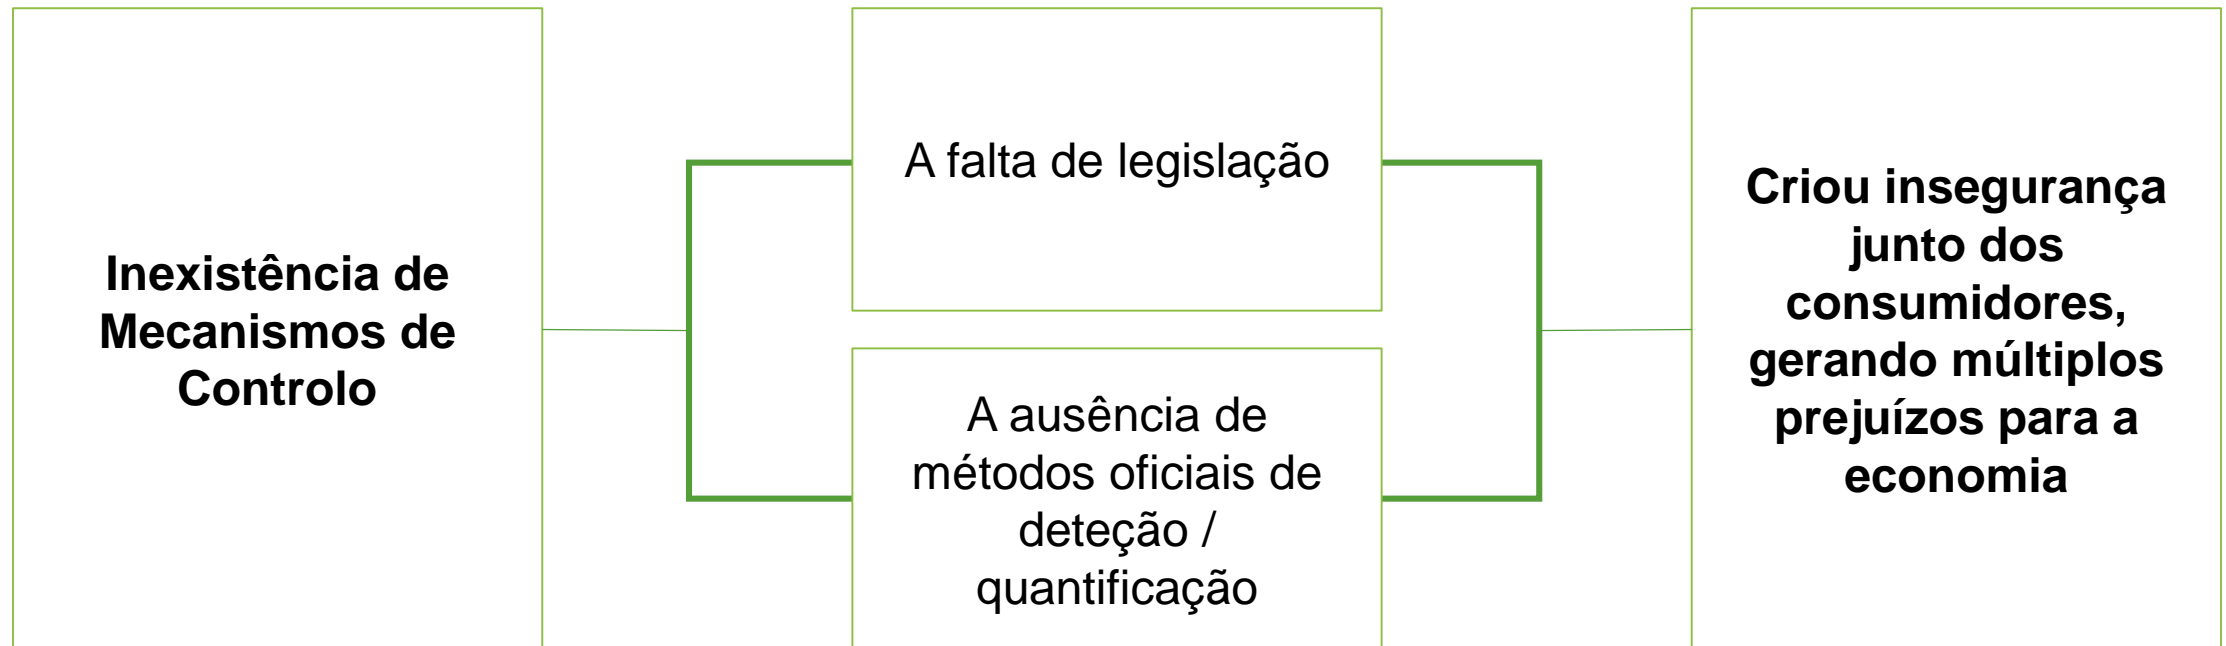 Inexistência de
Mecanismos de
Controlo
A falta de legislação
A ausência de
métodos oficiais de
deteção /
quantificação
Criou insegurança
junto dos
consumidores,
gerando múltiplos
prejuízos para a
economia